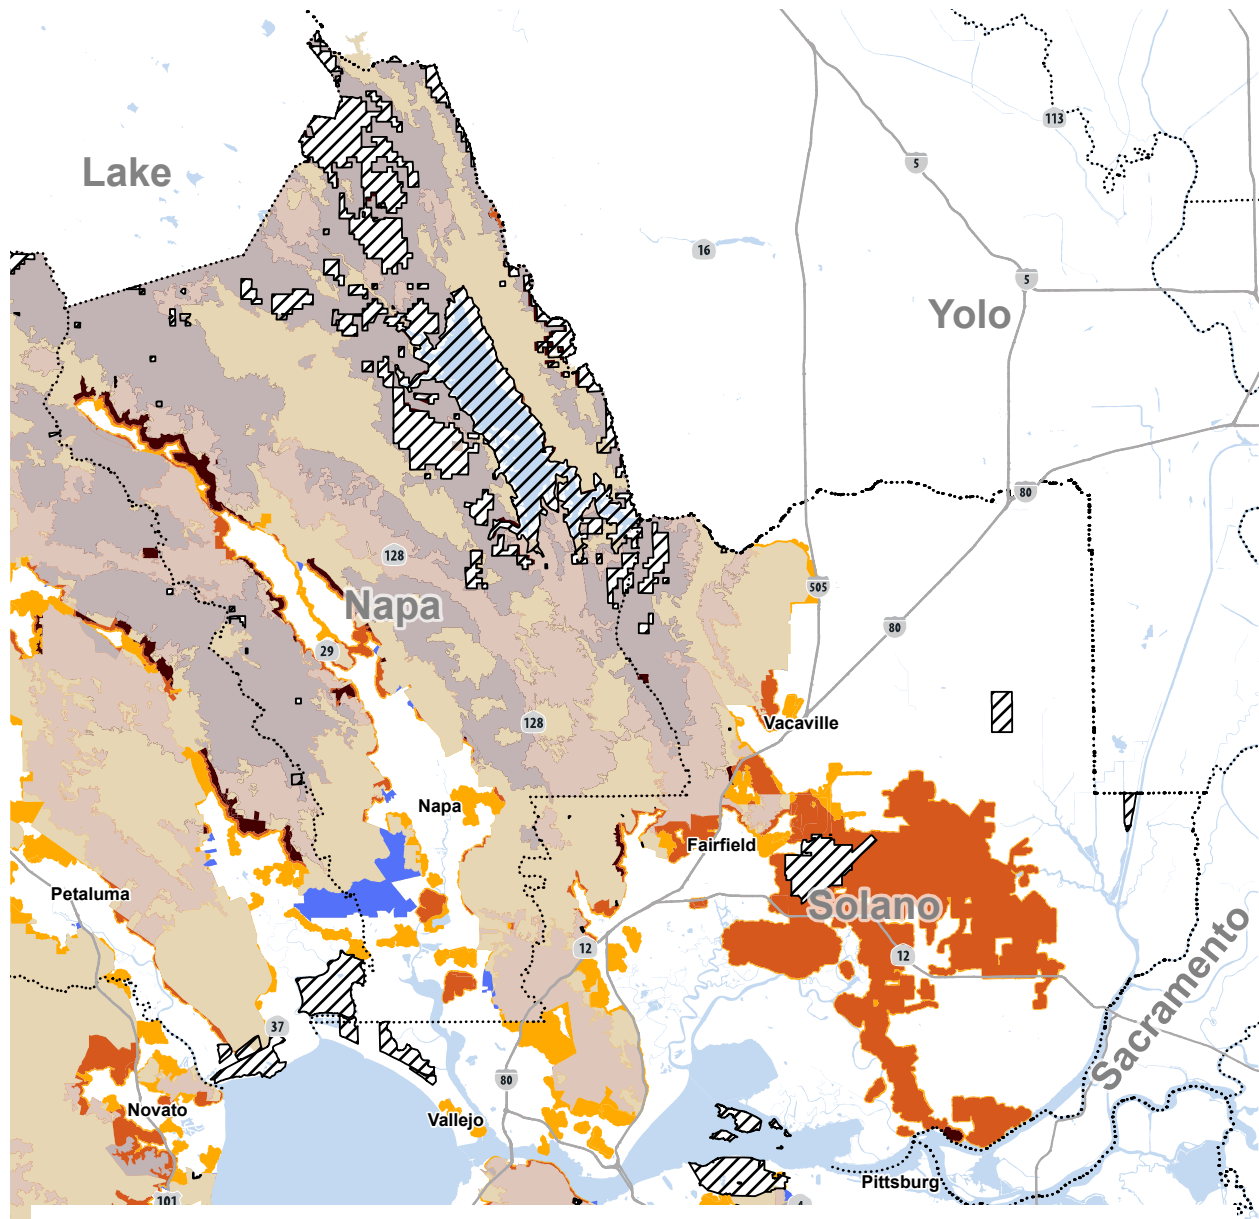 113
5
Lake
16
5
Yolo
80
128
505
Napa
80
29
128
Vacaville
Napa
Fairfield
Petaluma
Solano
12
12
Sacramento
37
80
Novato
Vallejo
Pittsburg
101
4